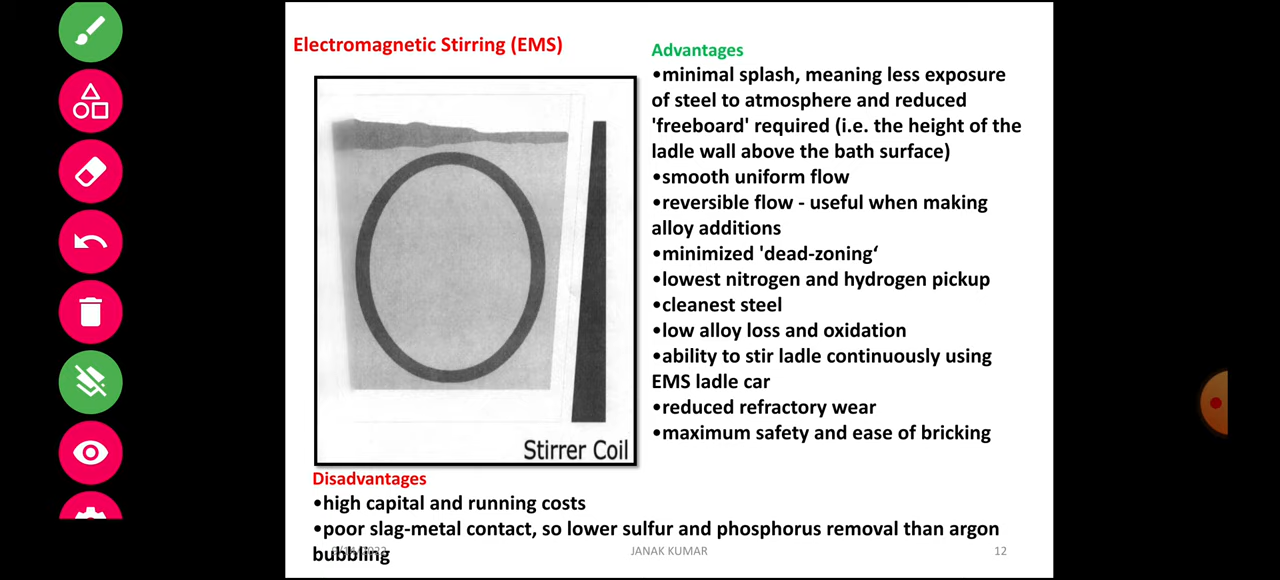 Electromagnetic Stirring (EMS)
Stirrer Coil
Advantages
•minimal splash, meaning less exposure
of steel to atmosphere and reduced
'freeboard' required (i.e. the height of the
ladle wall above the bath surface)
•smooth uniform flow
•reversible flow - useful when making
alloy additions
•minimized 'dead-zoning‘
•lowest nitrogen and hydrogen pickup
•cleanest steel
•low alloy loss and oxidation
•ability to stir ladle continuously using
EMS ladle car
•reduced refractory wear
•maximum safety and ease of bricking
Disadvantages
•high capital and running costs
•poor slag-metal contact, so lower sulfur and phosphorus removal than argon
bubbling
JANAK KUMAR
12